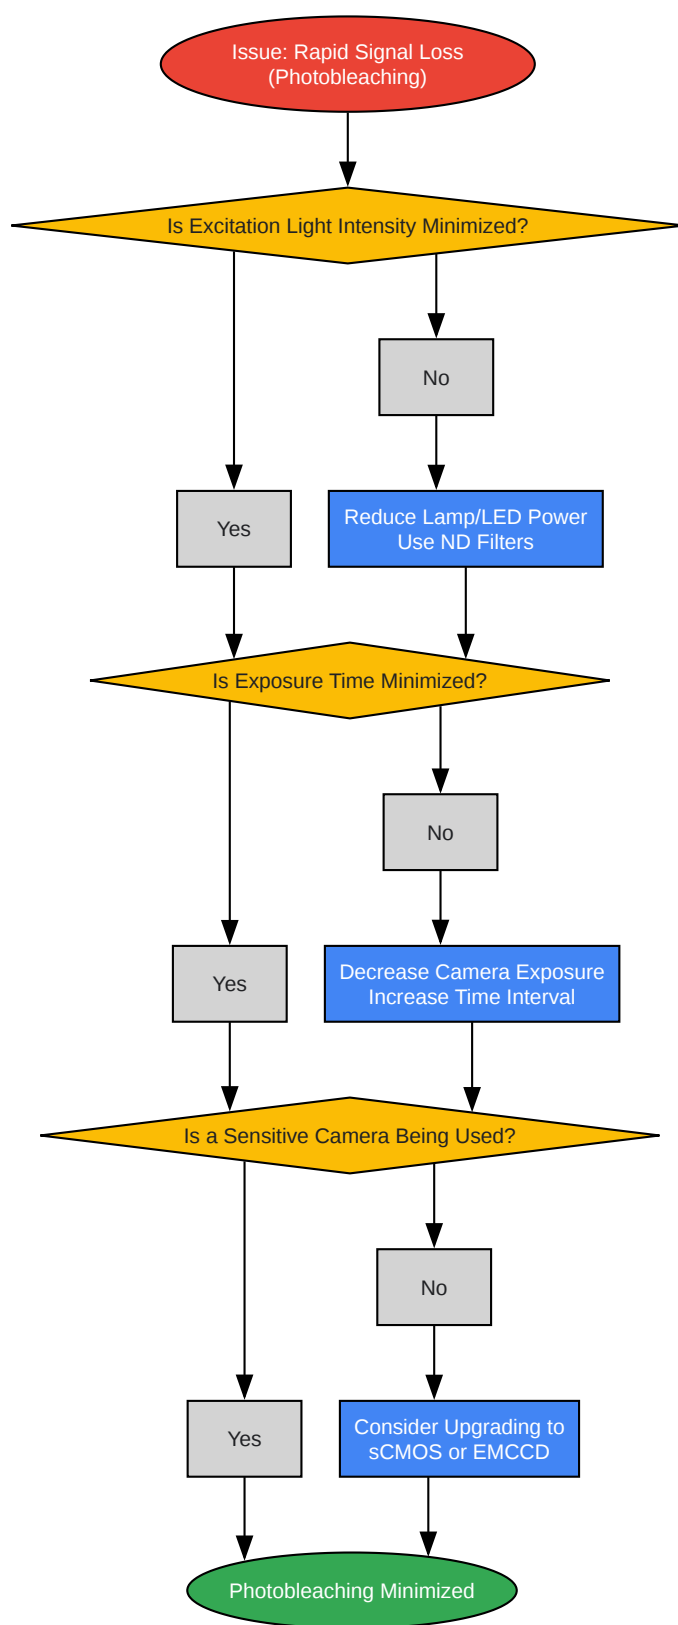 Issue: Rapid Signal Loss
(Photobleaching)
Is Excitation Light Intensity Minimized?
No
Yes
Reduce Lamp/LED Power
Use ND Filters
Is Exposure Time Minimized?
No
Yes
Decrease Camera Exposure
Increase Time Interval
Is a Sensitive Camera Being Used?
No
Yes
Consider Upgrading to
sCMOS or EMCCD
Photobleaching Minimized